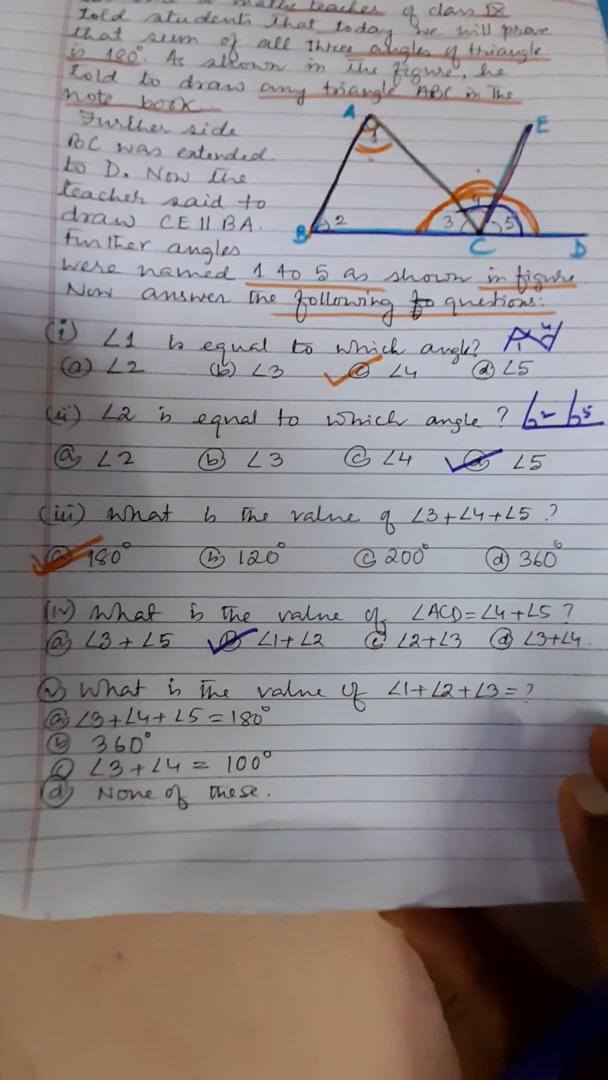 a maths teacher of class IX
told students that today we will prove
that sum of all three angles of triangle
is 180°. As shown in the figure, he
told to draw any triangle ABC in the
note book.
Further side
BC was extended
to D. Now the
teacher said to
draw CE || BA.
Further angles
were named 1 to 5 as shown in figure
Now answer the following questions:
A
E
1
B
2
3
4
5
C
D
(i) ∠1 is equal to which angle?
(a) ∠2 (b) ∠3 (c) ∠4 (d) ∠5
(ii) ∠2 is equal to which angle?
(a) ∠2 (b) ∠3 (c) ∠4 (d) ∠5
(iii) What is the value of ∠3+∠4+∠5?
(a) 180° (b) 120° (c) 200° (d) 360°
(iv) What is the value of ∠ACD=∠4+∠5?
(a) ∠3+∠5 (b) ∠1+∠2 (c) ∠2+∠3 (d) ∠3+∠4.
(v) What is the value of ∠1+∠2+∠3=?
(a) ∠3+∠4+∠5=180°
(b) 360°
(c) ∠3+∠4 = 100°
(d) None of these.